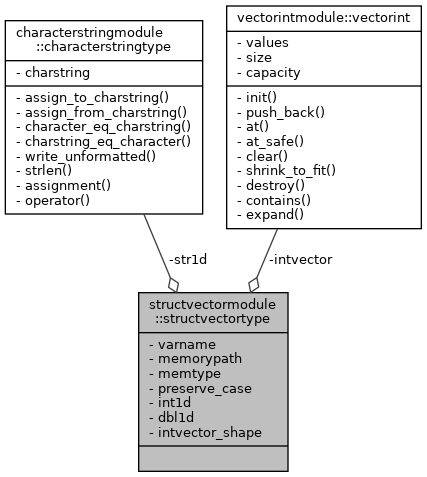 characterstringmodule
::characterstringtype
- charstring
- assign_to_charstring()
- assign_from_charstring()
- character_eq_charstring()
- charstring_eq_character()
- write_unformatted()
- strlen()
- assignment()
- operator()
vectorintmodule::vectorint
- values
- size
- capacity
- init()
- push_back()
- at()
- at_safe()
- clear()
- shrink_to_fit()
- destroy()
- contains()
- expand()
-str1d
-intvector
structvectormodule
::structvectortype
- varname
- memorypath
- memtype
- preserve_case
- int1d
- dbl1d
- intvector_shape